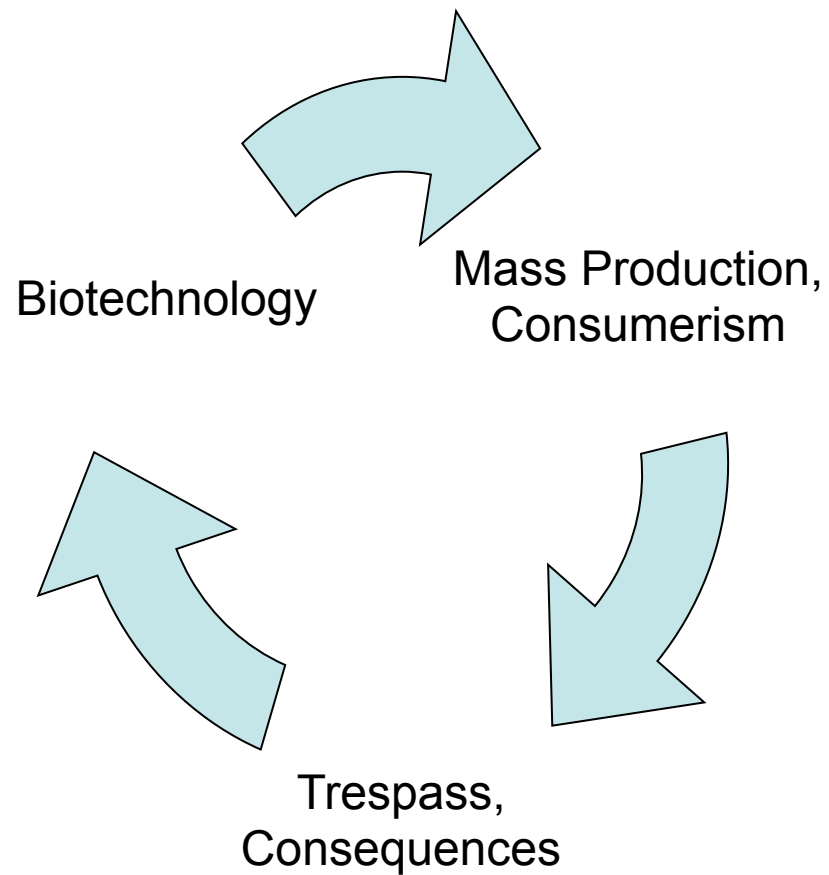 Biotechnology
Mass Production,
Consumerism
Trespass,
Consequences